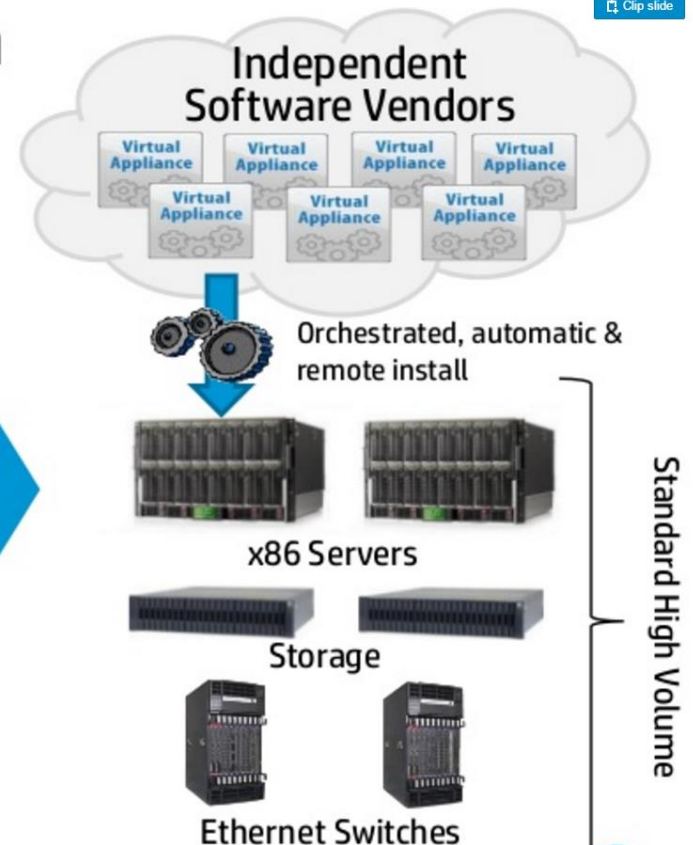 Clip slide
Independent
Software Vendors
Virtual
Appliance
Virtual
Appliance
Virtual
Appliance
Virtual
Appliance
Virtual
Appliance
Virtual
Appliance
Virtual
Appliance
Orchestrated, automatic &
remote install
x86 Servers
Storage
Ethernet Switches
Standard High Volume